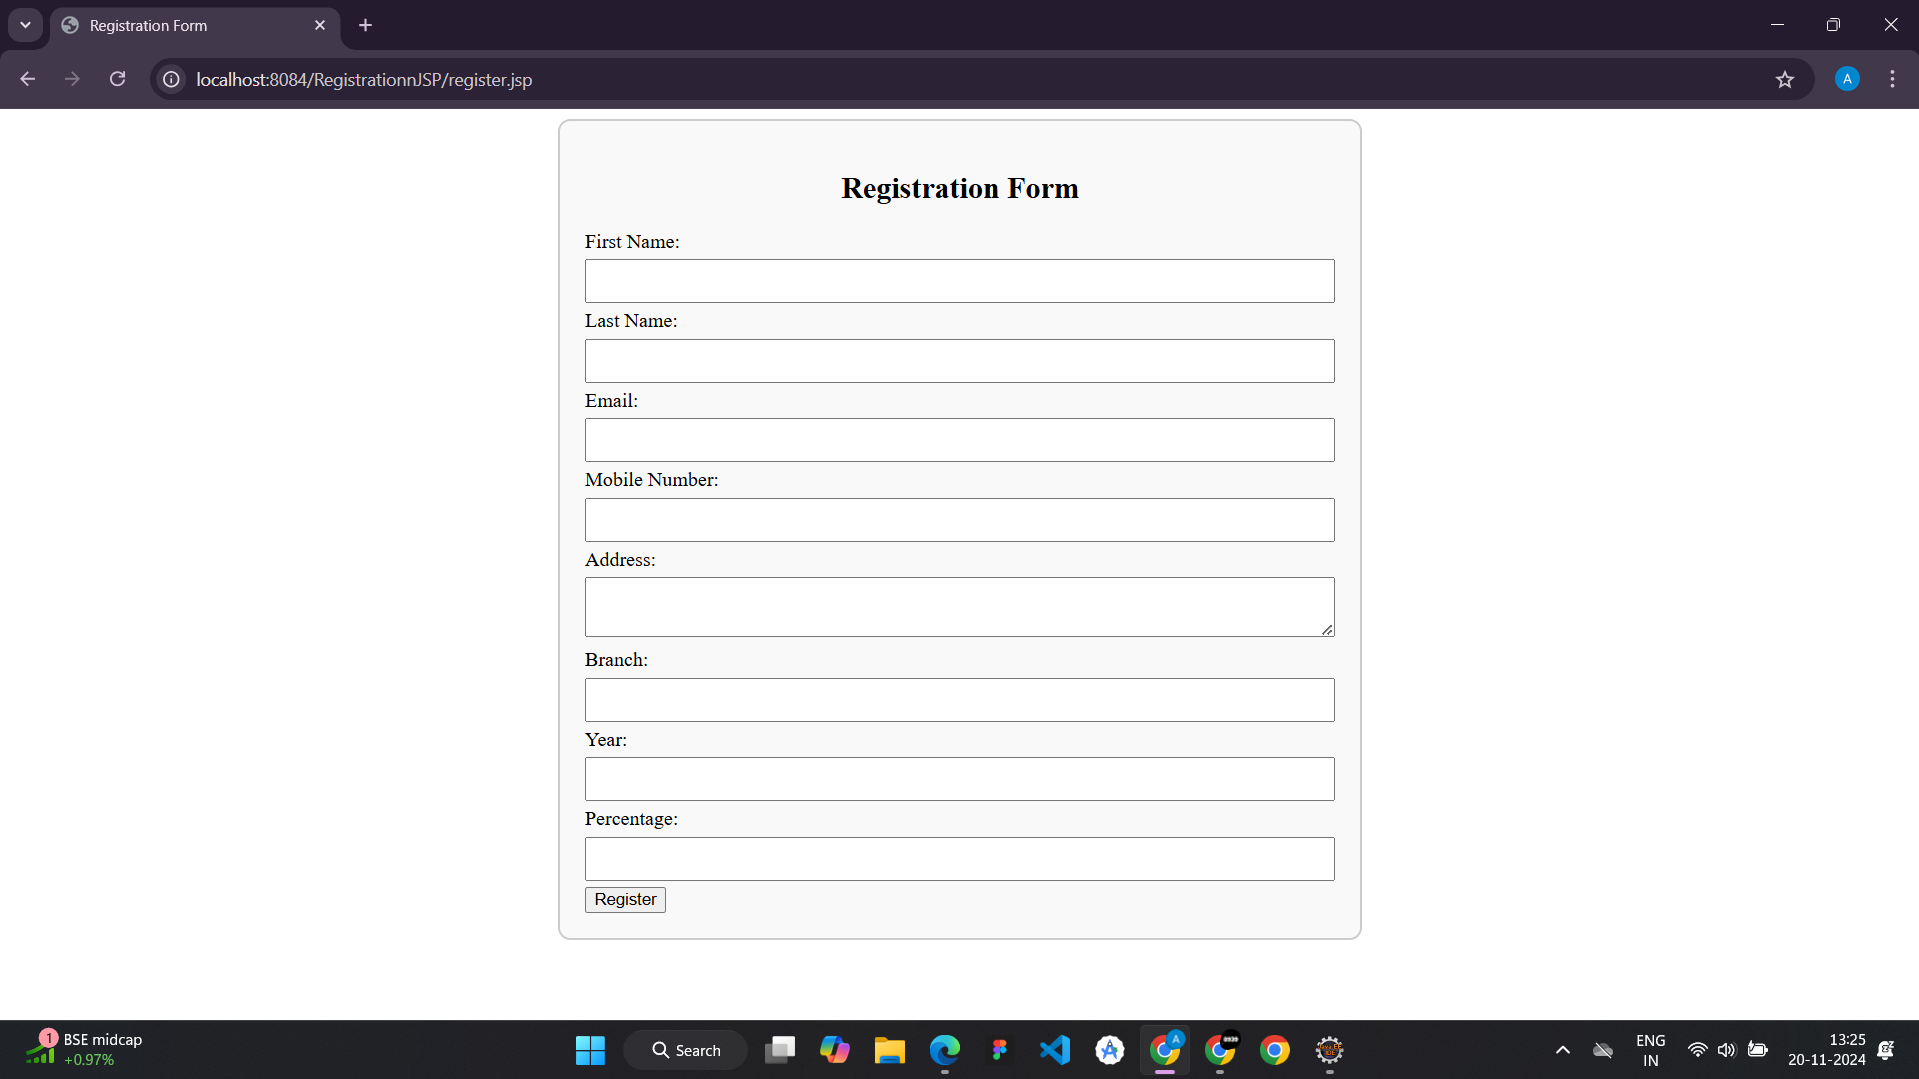 Registration Form
localhost:8084/RegistrationnJSP/register.jsp
A
Registration Form
First Name:
Last Name:
Email:
Mobile Number:
Address:
Branch:
Year:
Percentage:
Register
1
BSE midcap
+0.97%
Search
A
ENG
IN
13:25
20-11-2024